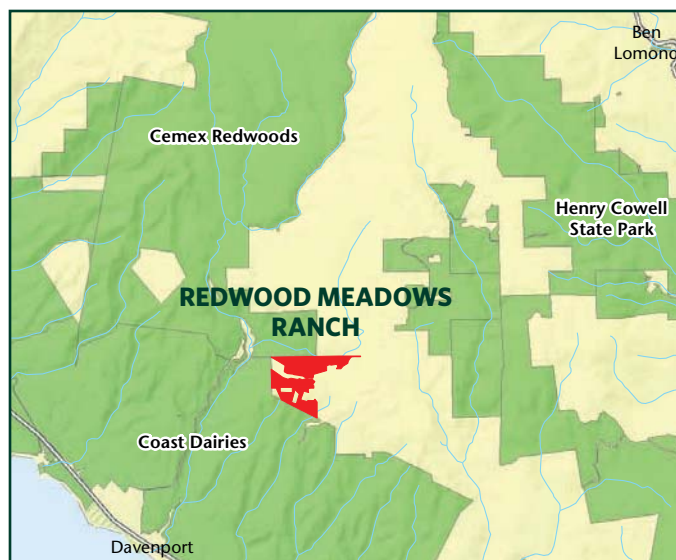 Ben
Lomond
Cemex Redwoods
Henry Cowell
State Park
REDWOOD MEADOWS
RANCH
Coast Dairies
Davenport